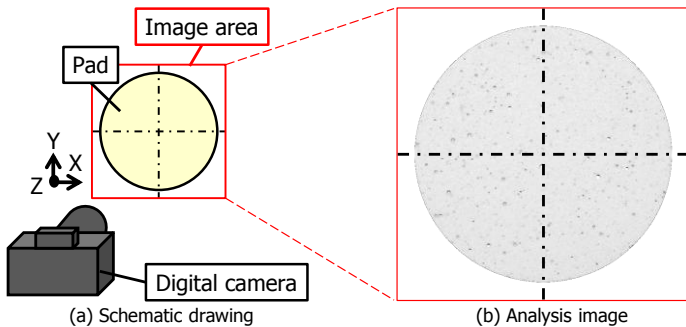 Image area
Pad
Y
X
Z
Digital camera
(a) Schematic drawing
(b) Analysis image